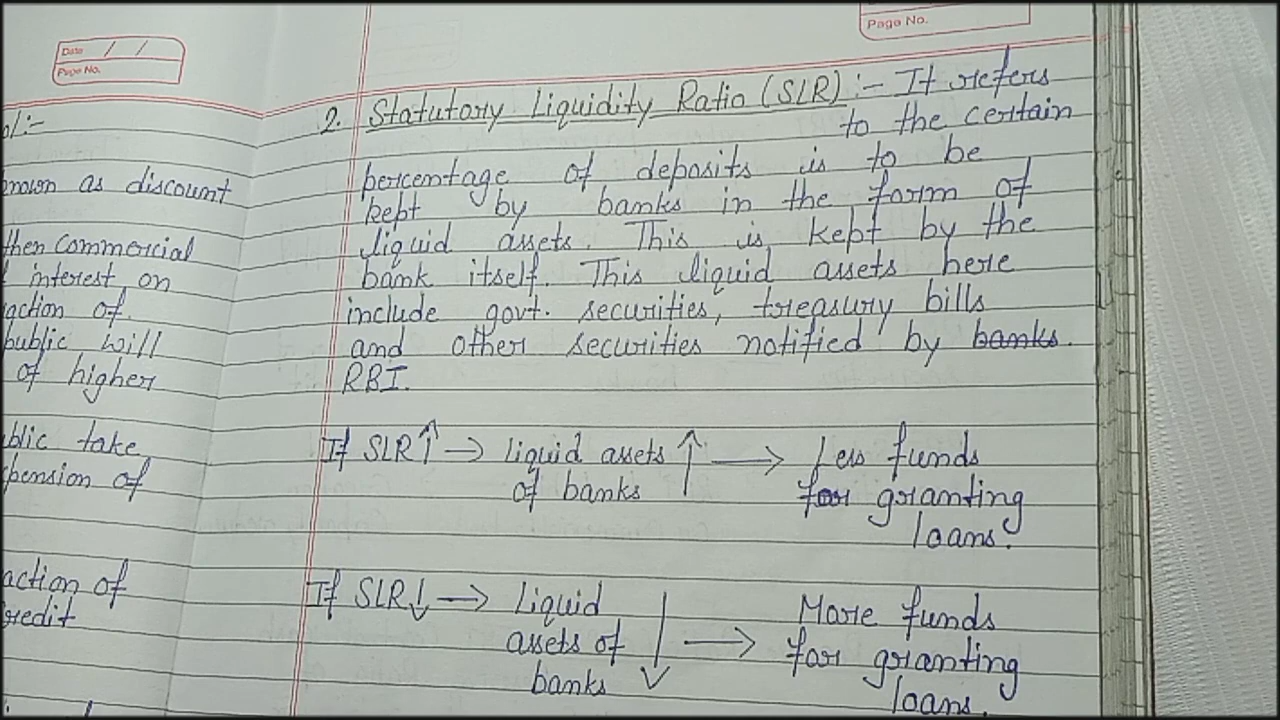 Date / /
Page No.
ol:-
nown as discount
then commercial
interest on
action of
public will
of higher
blic take
pension of
action of
credit
Page No.
2. Statutory Liquidity Ratio (SLR) :- It refers
to the certain
percentage of deposits is to be
kept by banks in the form of
liquid assets. This is kept by the
bank itself. This liquid assets here
include govt. securities, treasury bills
and other securities notified by banks.
RBI.
If SLR↑ → liquid assets ↑ → Less funds
of banks for granting
loans.
If SLR↓ → liquid ↓ → More funds
assets of for granting
banks loans.